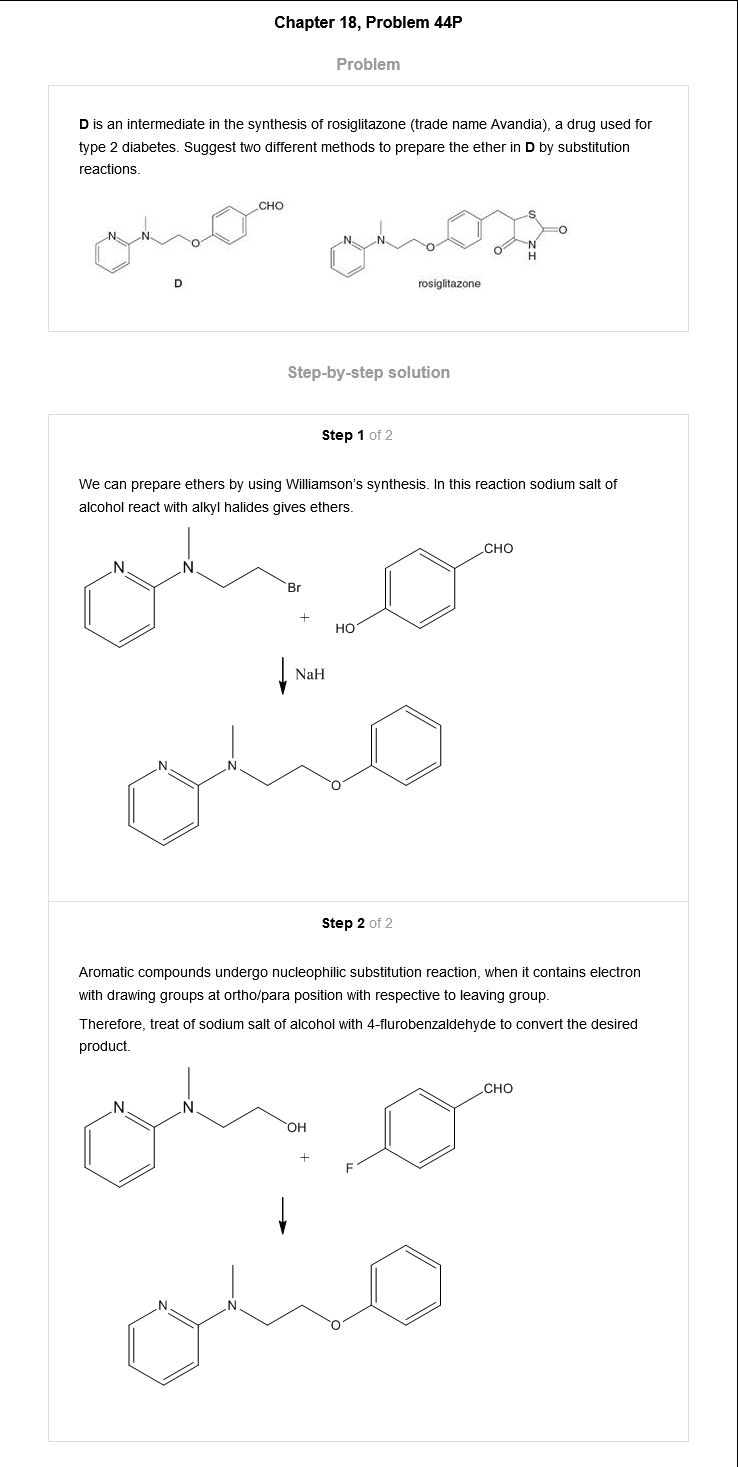 Chapter 18, Problem 44P
Problem
D is an intermediate in the synthesis of rosiglitazone (trade name Avandia), a drug used for
type 2 diabetes. Suggest two different methods to prepare the ether in D by substitution
reactions.
CHO
N N O
D
N N O S O O N H
rosiglitazone
Step-by-step solution
Step 1 of 2
We can prepare ethers by using Williamson's synthesis. In this reaction sodium salt of
alcohol react with alkyl halides gives ethers.
N N Br
+
HO CHO
NaH
N N O
Step 2 of 2
Aromatic compounds undergo nucleophilic substitution reaction, when it contains electron
with drawing groups at ortho/para position with respective to leaving group.
Therefore, treat of sodium salt of alcohol with 4-flurobenzaldehyde to convert the desired
product.
N N OH
+
F CHO
N N O